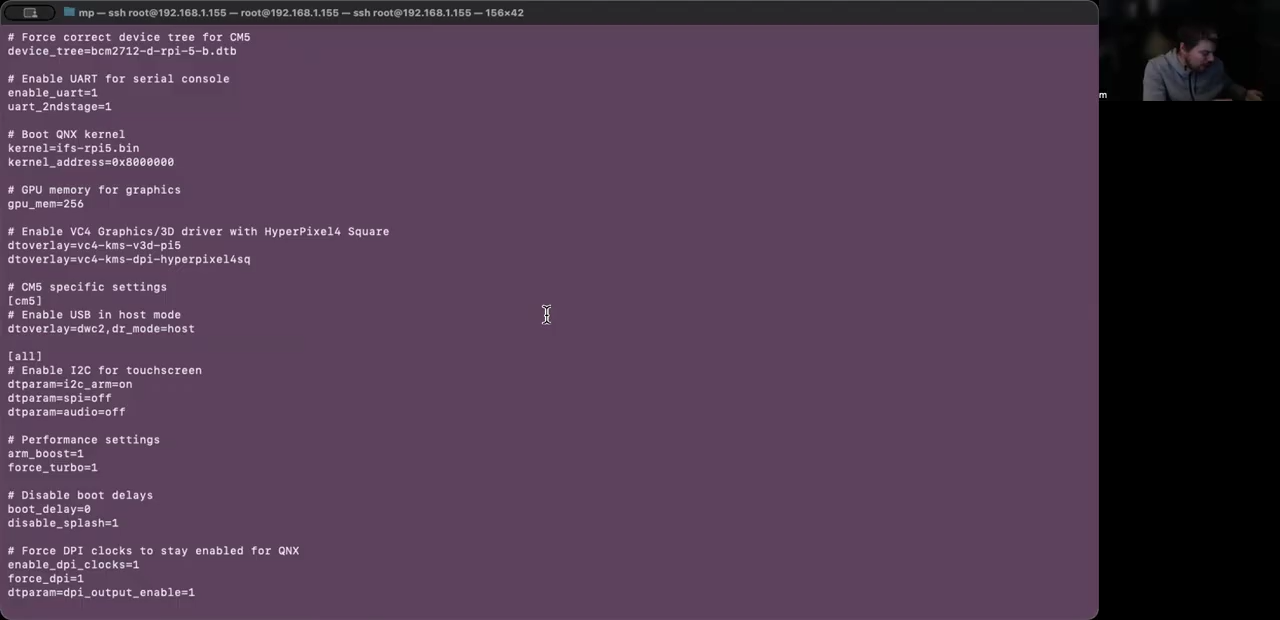 mp — ssh root@192.168.1.155 — root@192.168.1.155 — ssh root@192.168.1.155 — 156×42
# Force correct device tree for CM5
device_tree=bcm2712-d-rpi-5-b.dtb
# Enable UART for serial console
enable_uart=1
uart_2ndstage=1
# Boot QNX kernel
kernel=ifs-rpi5.bin
kernel_address=0x8000000
# GPU memory for graphics
gpu_mem=256
# Enable VC4 Graphics/3D driver with HyperPixel4 Square
dtoverlay=vc4-kms-v3d-pi5
dtoverlay=vc4-kms-dpi-hyperpixel4sq
# CM5 specific settings
[cm5]
# Enable USB in host mode
dtoverlay=dwc2,dr_mode=host
[all]
# Enable I2C for touchscreen
dtparam=i2c_arm=on
dtparam=spi=off
dtparam=audio=off
# Performance settings
arm_boost=1
force_turbo=1
# Disable boot delays
boot_delay=0
disable_splash=1
# Force DPI clocks to stay enabled for QNX
enable_dpi_clocks=1
force_dpi=1
dtparam=dpi_output_enable=1
m